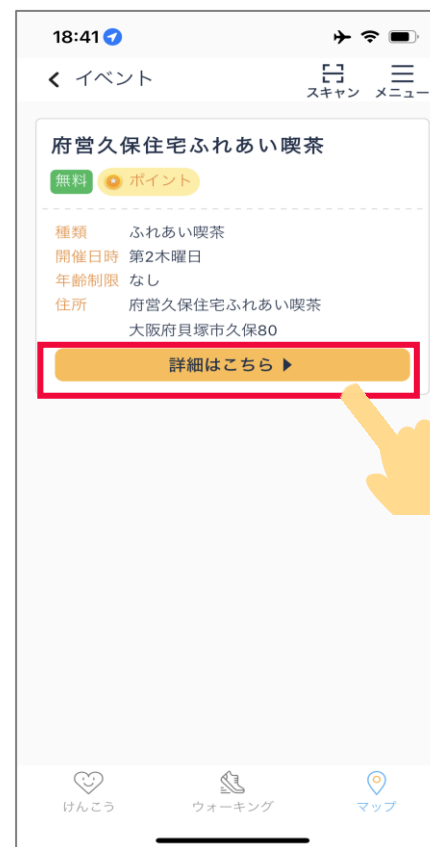 18:41
イベント
スキャン
メニュー
府営久保住宅ふれあい喫茶
無料 ポイント
種類 ふれあい喫茶
開催日時 第2木曜日
年齢制限 なし
住所 府営久保住宅ふれあい喫茶
大阪府貝塚市久保80
詳細はこちら ▶
けんこう ウォーキング マップ